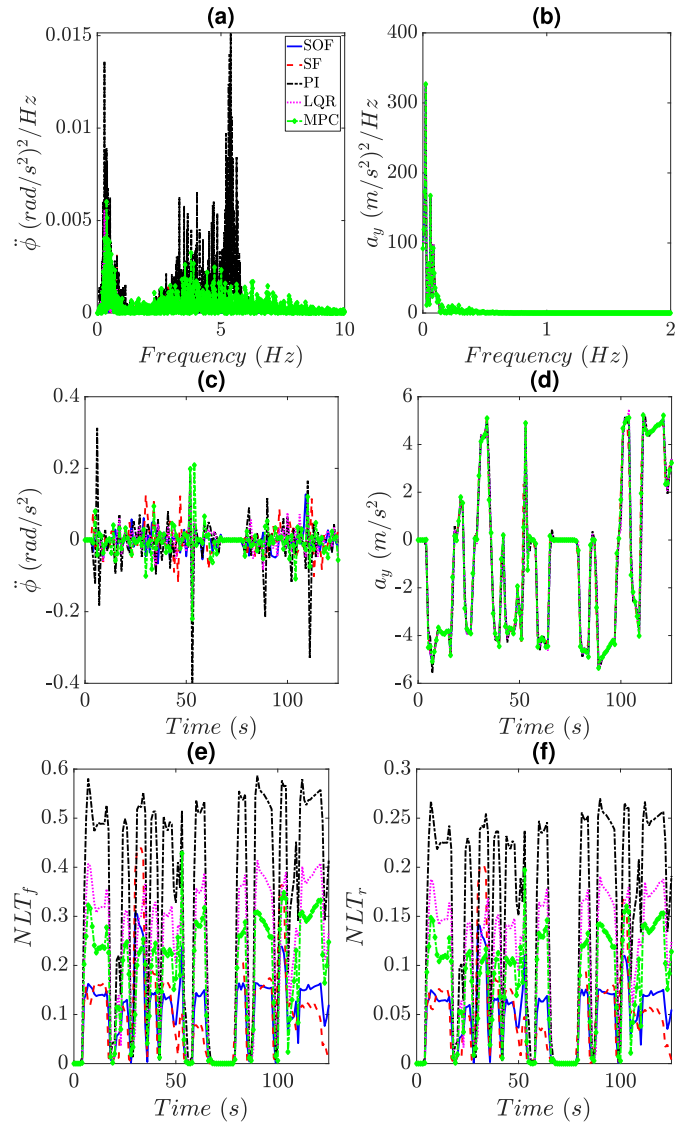 (a)
0.015
0.01
0.005
0
φ̈ (rad/s²)²/Hz
SOF
SF
PI
LQR
MPC
0 5 10
Frequency (Hz)
(b)
400
300
200
100
0
a_y (m/s²)²/Hz
0 1 2
Frequency (Hz)
(c)
0.4
0.2
0
-0.2
-0.4
φ̈ (rad/s²)
0 50 100
Time (s)
(d)
6
4
2
0
-2
-4
-6
a_y (m/s²)
0 50 100
Time (s)
(e)
0.6
0.5
0.4
0.3
0.2
0.1
0
NLT_f
0 50 100
Time (s)
(f)
0.3
0.25
0.2
0.15
0.1
0.05
0
NLT_r
0 50 100
Time (s)